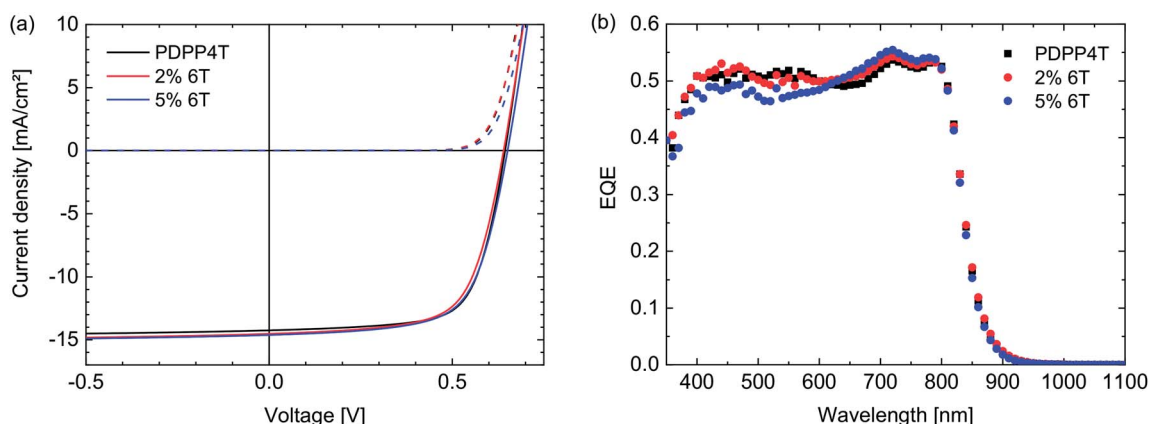 (a)
10
5
0
-5
-10
-15
Current density [mA/cm²]
PDPP4T
2% 6T
5% 6T
-0.5
0.0
0.5
Voltage [V]
(b)
0.6
0.5
0.4
0.3
0.2
0.1
0.0
EQE
PDPP4T
2% 6T
5% 6T
400
500
600
700
800
900
1000
1100
Wavelength [nm]